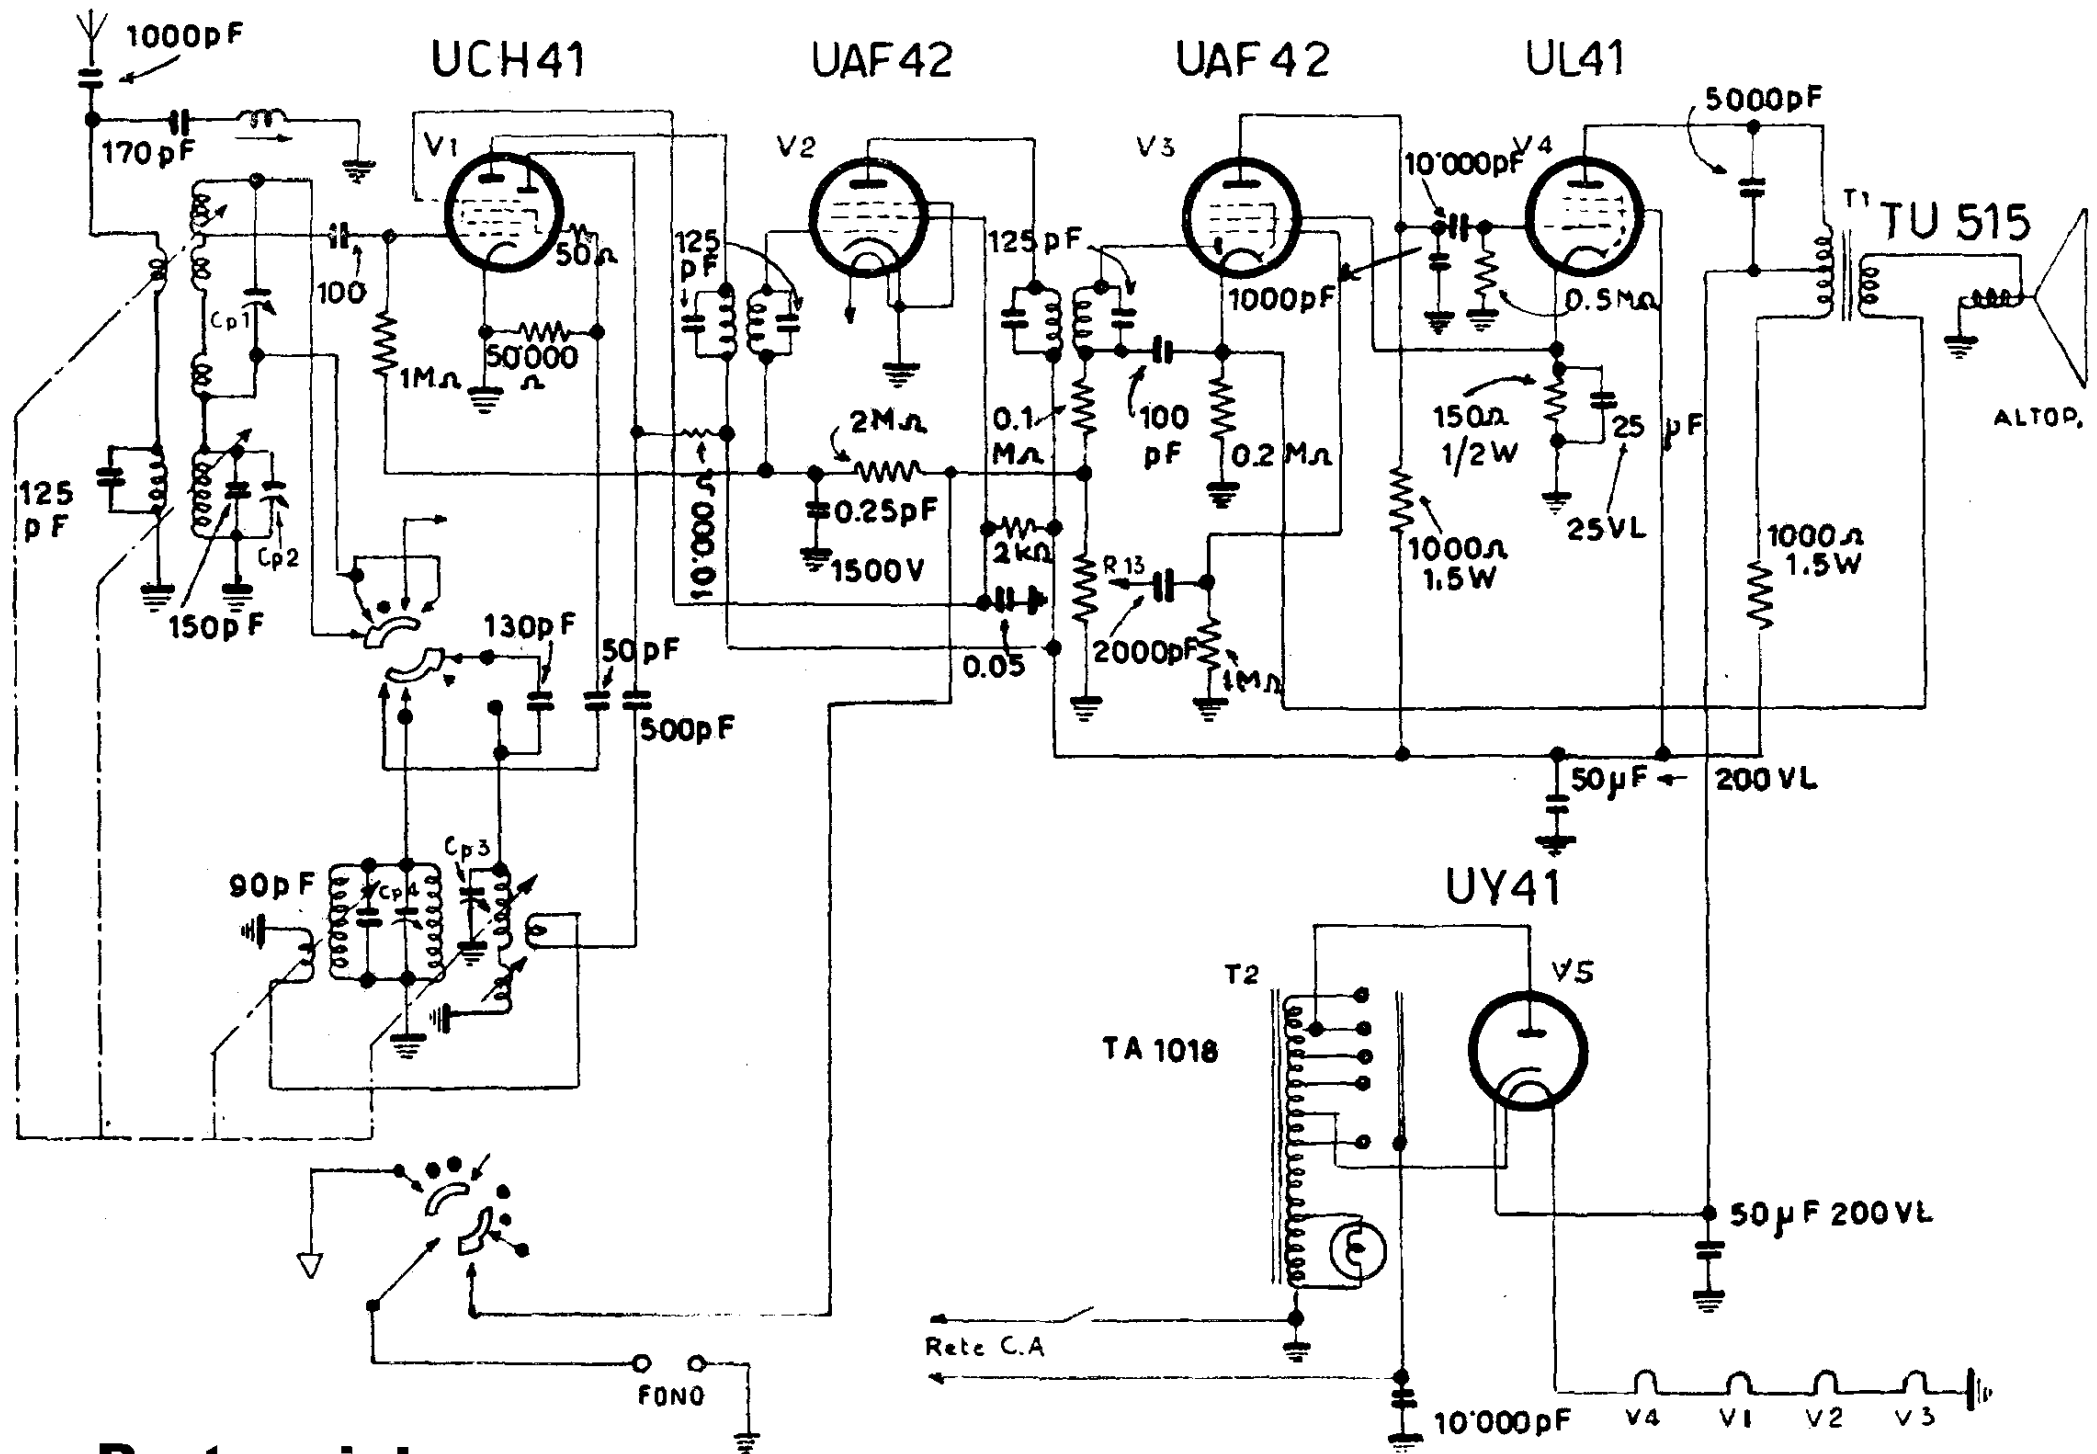 1000pF
UCH41
UAF42
UAF42
UL41
5000pF
170pF
V1
V2
V3
10.000pF
V4
T1
TU 515
50Ω
125
pF
125pF
100
Cp1
1000pF
0.5MΩ
50.000
Ω
1MΩ
2MΩ
0.1
MΩ
100
pF
0.2MΩ
150Ω
1/2W
25
µF
25VL
ALTOP.
125
pF
Cp2
150pF
10.000Ω
0.25pF
1500V
2kΩ
R13
2000pF
1MΩ
0.05
1000Ω
1.5W
1000Ω
1.5W
130pF
50pF
500pF
50µF
200VL
90pF
Cp4
Cp3
UY41
T2
V5
TA 1018
50µF 200VL
Rete C.A
FONO
10.000pF
V4
V1
V2
V3